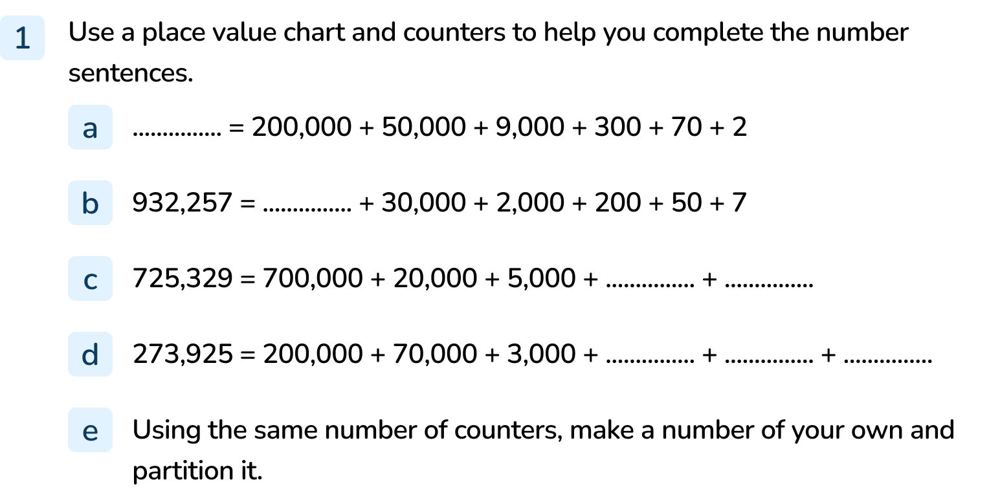 1 Use a place value chart and counters to help you complete the number
sentences.
a ............... = 200,000 + 50,000 + 9,000 + 300 + 70 + 2
b 932,257 = ............... + 30,000 + 2,000 + 200 + 50 + 7
c 725,329 = 700,000 + 20,000 + 5,000 + ............... + ...............
d 273,925 = 200,000 + 70,000 + 3,000 + ............... + ............... + ...............
e Using the same number of counters, make a number of your own and
partition it.